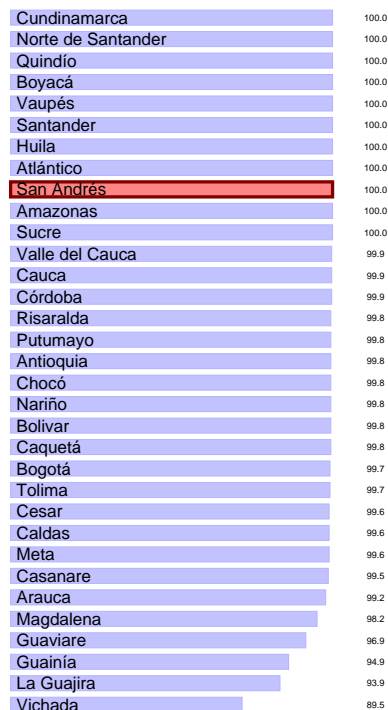 Cundinamarca 100.0
Norte de Santander 100.0
Quindío 100.0
Boyacá 100.0
Vaupés 100.0
Santander 100.0
Huila 100.0
Atlántico 100.0
San Andrés 100.0
Amazonas 100.0
Sucre 100.0
Valle del Cauca 99.9
Cauca 99.9
Córdoba 99.9
Risaralda 99.8
Putumayo 99.8
Antioquia 99.8
Chocó 99.8
Nariño 99.8
Bolivar 99.8
Caquetá 99.8
Bogotá 99.7
Tolima 99.7
Cesar 99.6
Caldas 99.6
Meta 99.6
Casanare 99.5
Arauca 99.2
Magdalena 98.2
Guaviare 96.9
Guainía 94.9
La Guajira 93.9
Vichada 89.5